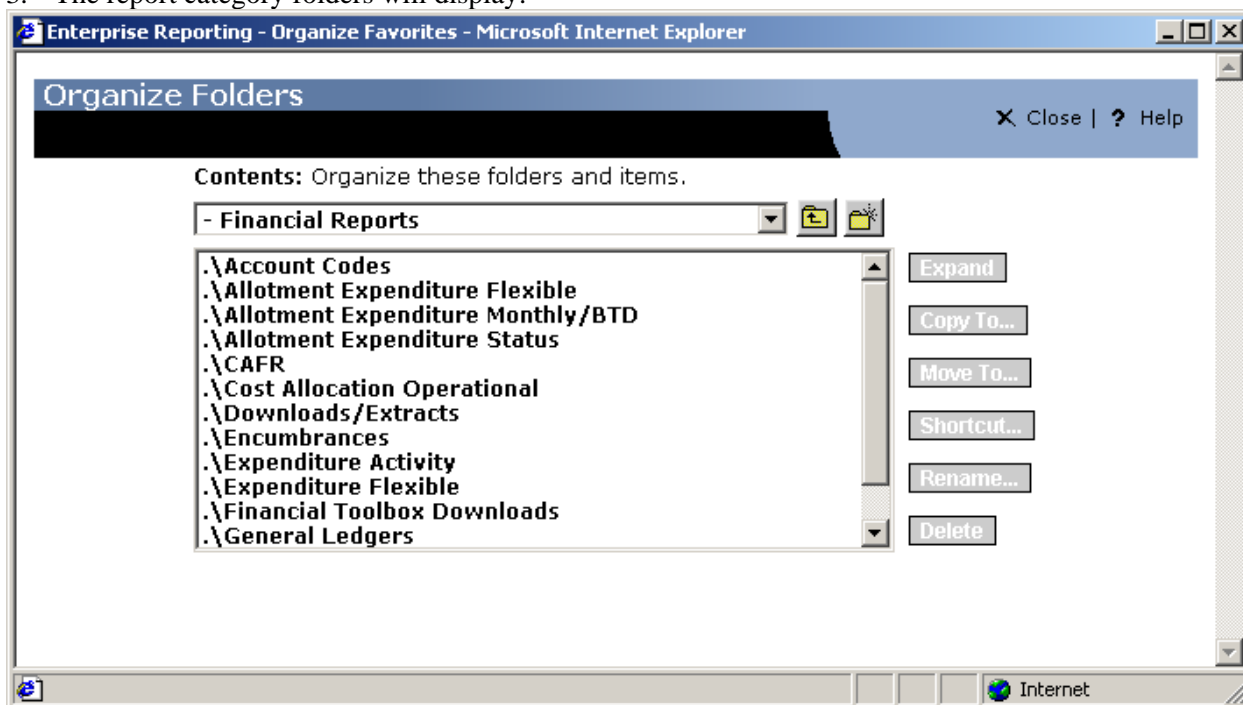 3. The report category folders will display.
Enterprise Reporting - Organize Favorites - Microsoft Internet Explorer
Organize Folders
X Close | ? Help
Contents: Organize these folders and items.
- Financial Reports
.\Account Codes
.\Allotment Expenditure Flexible
.\Allotment Expenditure Monthly/BTD
.\Allotment Expenditure Status
.\CAFR
.\Cost Allocation Operational
.\Downloads/Extracts
.\Encumbrances
.\Expenditure Activity
.\Expenditure Flexible
.\Financial Toolbox Downloads
.\General Ledgers
Expand
Copy To...
Move To...
Shortcut...
Rename...
Delete
Internet